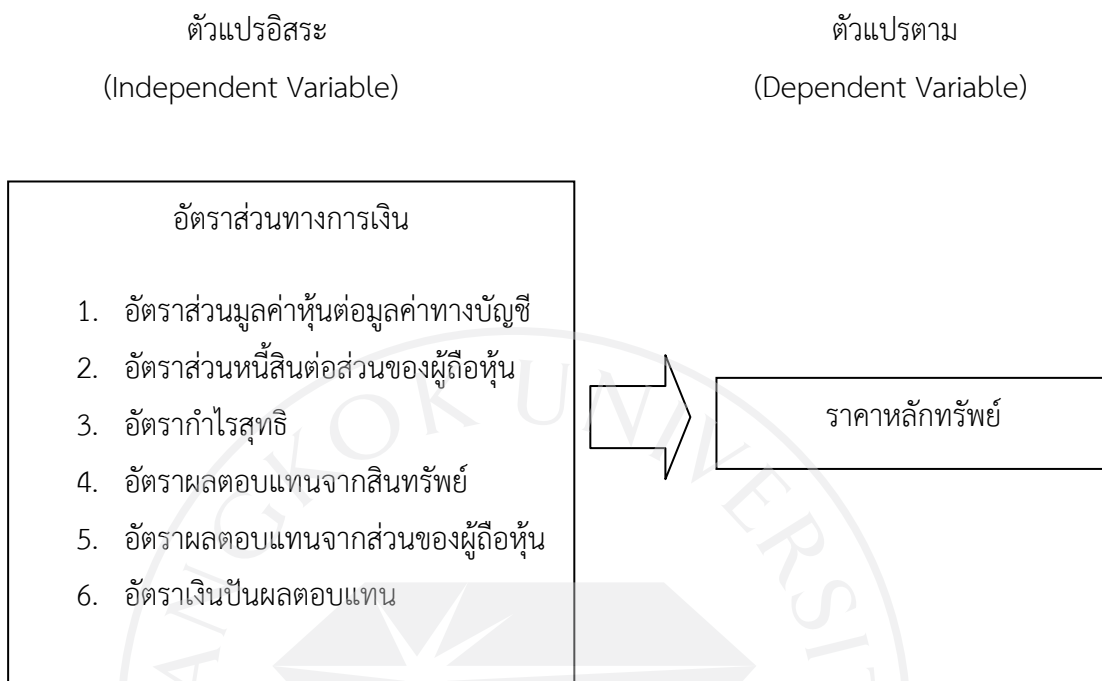 ตัวแปรอิสระ
(Independent Variable)
ตัวแปรตาม
(Dependent Variable)
อัตราส่วนทางการเงิน
1. อัตราส่วนมูลค่าหุ้นต่อมูลค่าทางบัญชี
2. อัตราส่วนหนี้สินต่อส่วนของผู้ถือหุ้น
3. อัตรากำไรสุทธิ
4. อัตราผลตอบแทนจากสินทรัพย์
5. อัตราผลตอบแทนจากส่วนของผู้ถือหุ้น
6. อัตราเงินปันผลตอบแทน
ราคาหลักทรัพย์